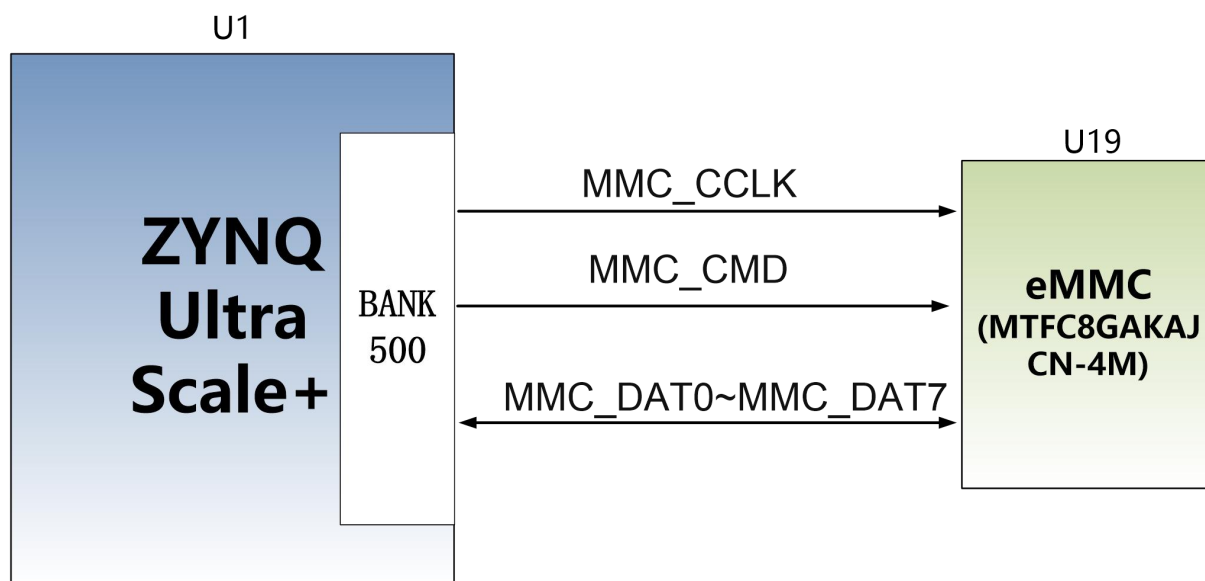 U1
ZYNQ
Ultra
Scale+
BANK
500
MMC_CCLK
MMC_CMD
MMC_DAT0~MMC_DAT7
U19
eMMC
(MTFC8GAKAJ
CN-4M)